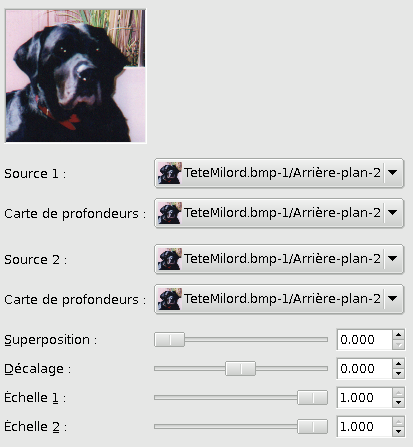 Source 1 :
TeteMilord.bmp-1/Arrière-plan-2
Carte de profondeurs :
TeteMilord.bmp-1/Arrière-plan-2
Source 2 :
TeteMilord.bmp-1/Arrière-plan-2
Carte de profondeurs :
TeteMilord.bmp-1/Arrière-plan-2
Superposition :
0.000
Décalage :
0.000
Échelle 1 :
1.000
Échelle 2 :
1.000